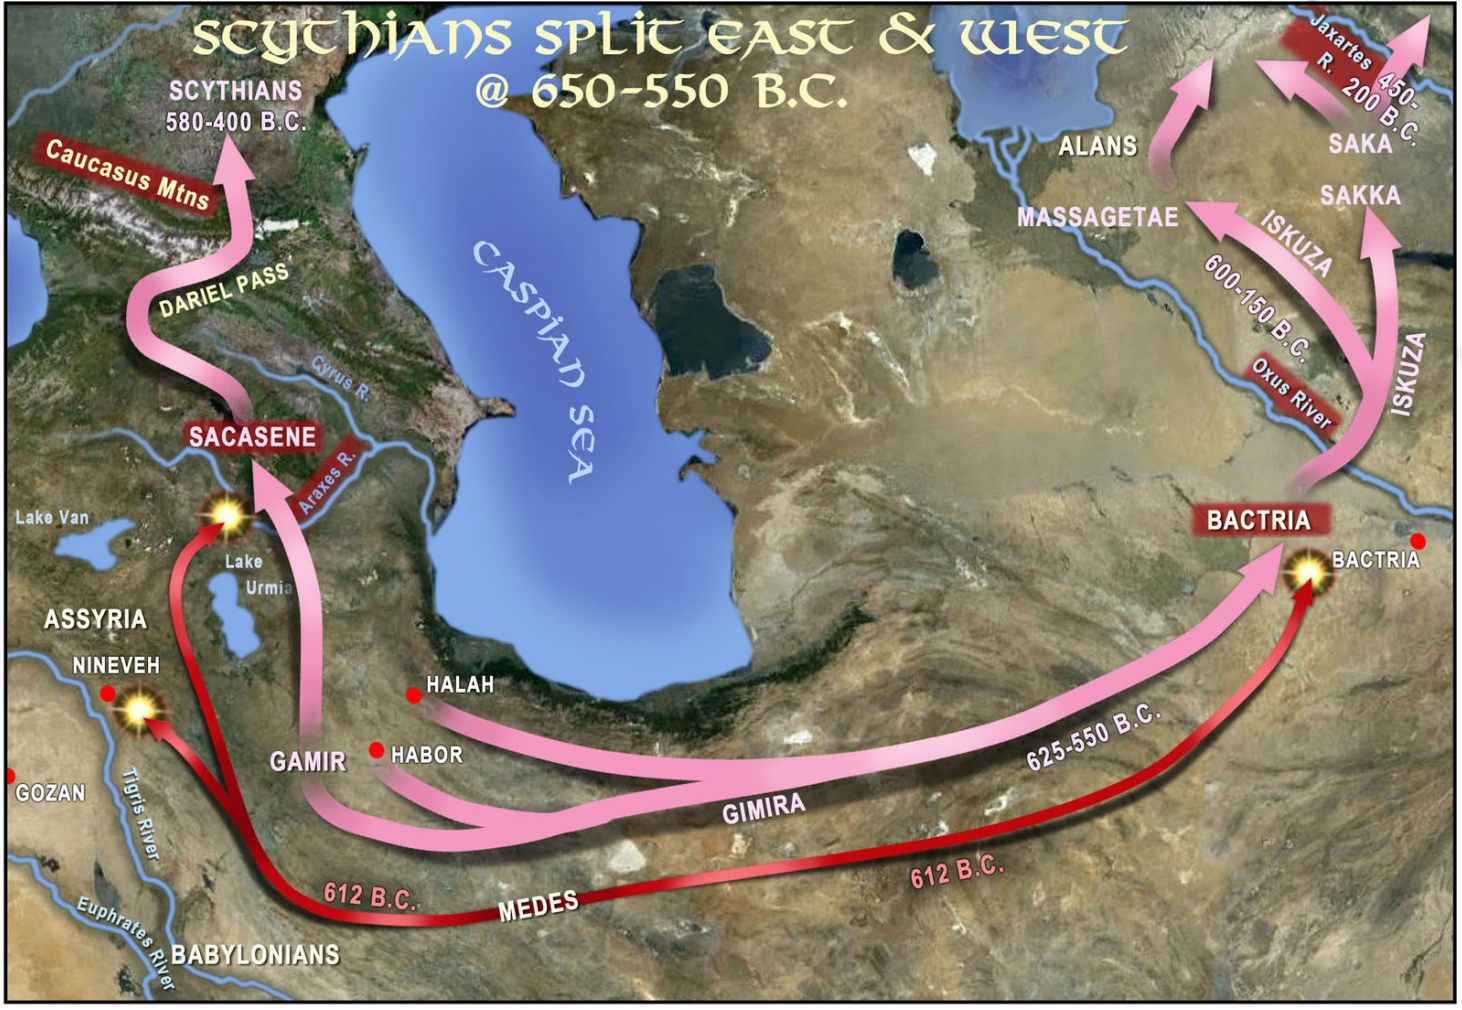 SCYTHIANS SPLIT EAST & WEST
@ 650-550 B.C.
SCYTHIANS
580-400 B.C.
Caucasus Mtns
DARIEL PASS
CASPIAN SEA
Jaxartes
R.
450-
200 B.C.
SAKA
ALANS
SAKKA
MASSAGETAE
ISKUZA
600-150 B.C.
ISKUZA
Oxus River
Cyrus R.
SACASENE
Araxes R.
Lake Van
Lake
Urmia
BACTRIA
BACTRIA
ASSYRIA
NINEVEH
HALAH
HABOR
GAMIR
GOZAN
Tigris River
GIMIRA
625-550 B.C.
612 B.C.
MEDES
612 B.C.
Euphrates River
BABYLONIANS